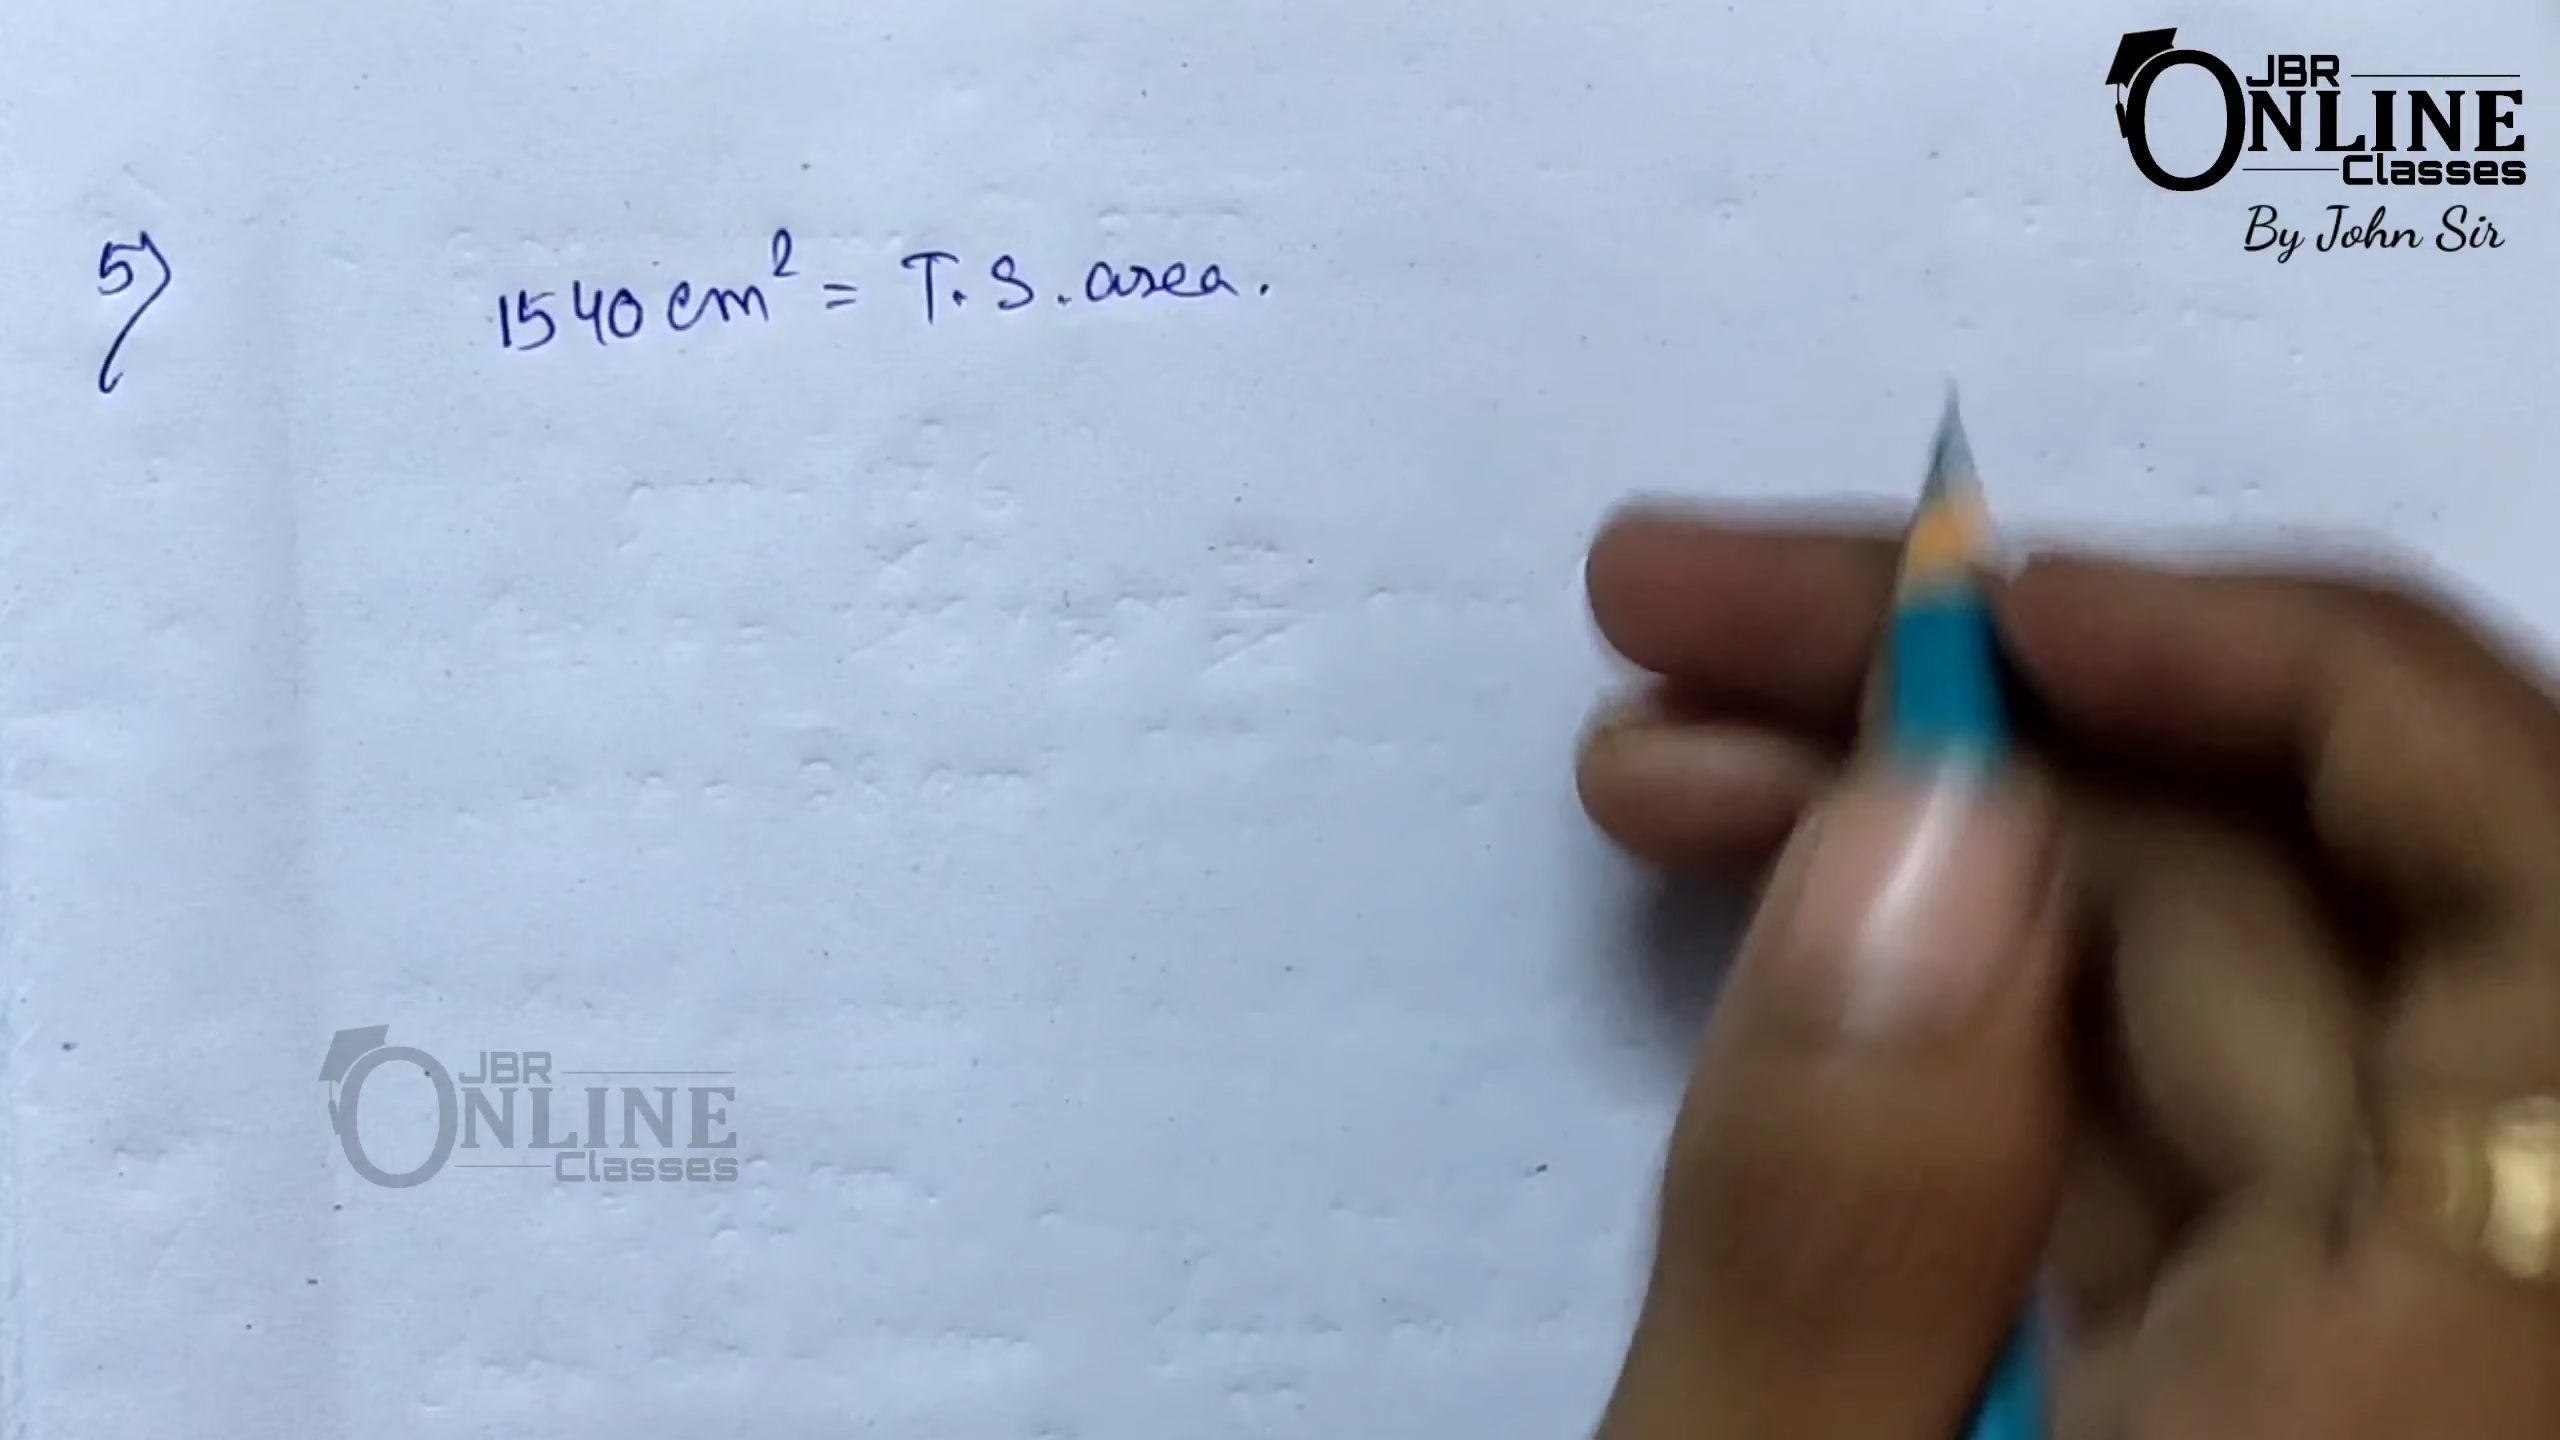 JBR
ONLINE
Classes
By John Sir
5) 1540 cm² = T. S. area.
JBR
ONLINE
Classes